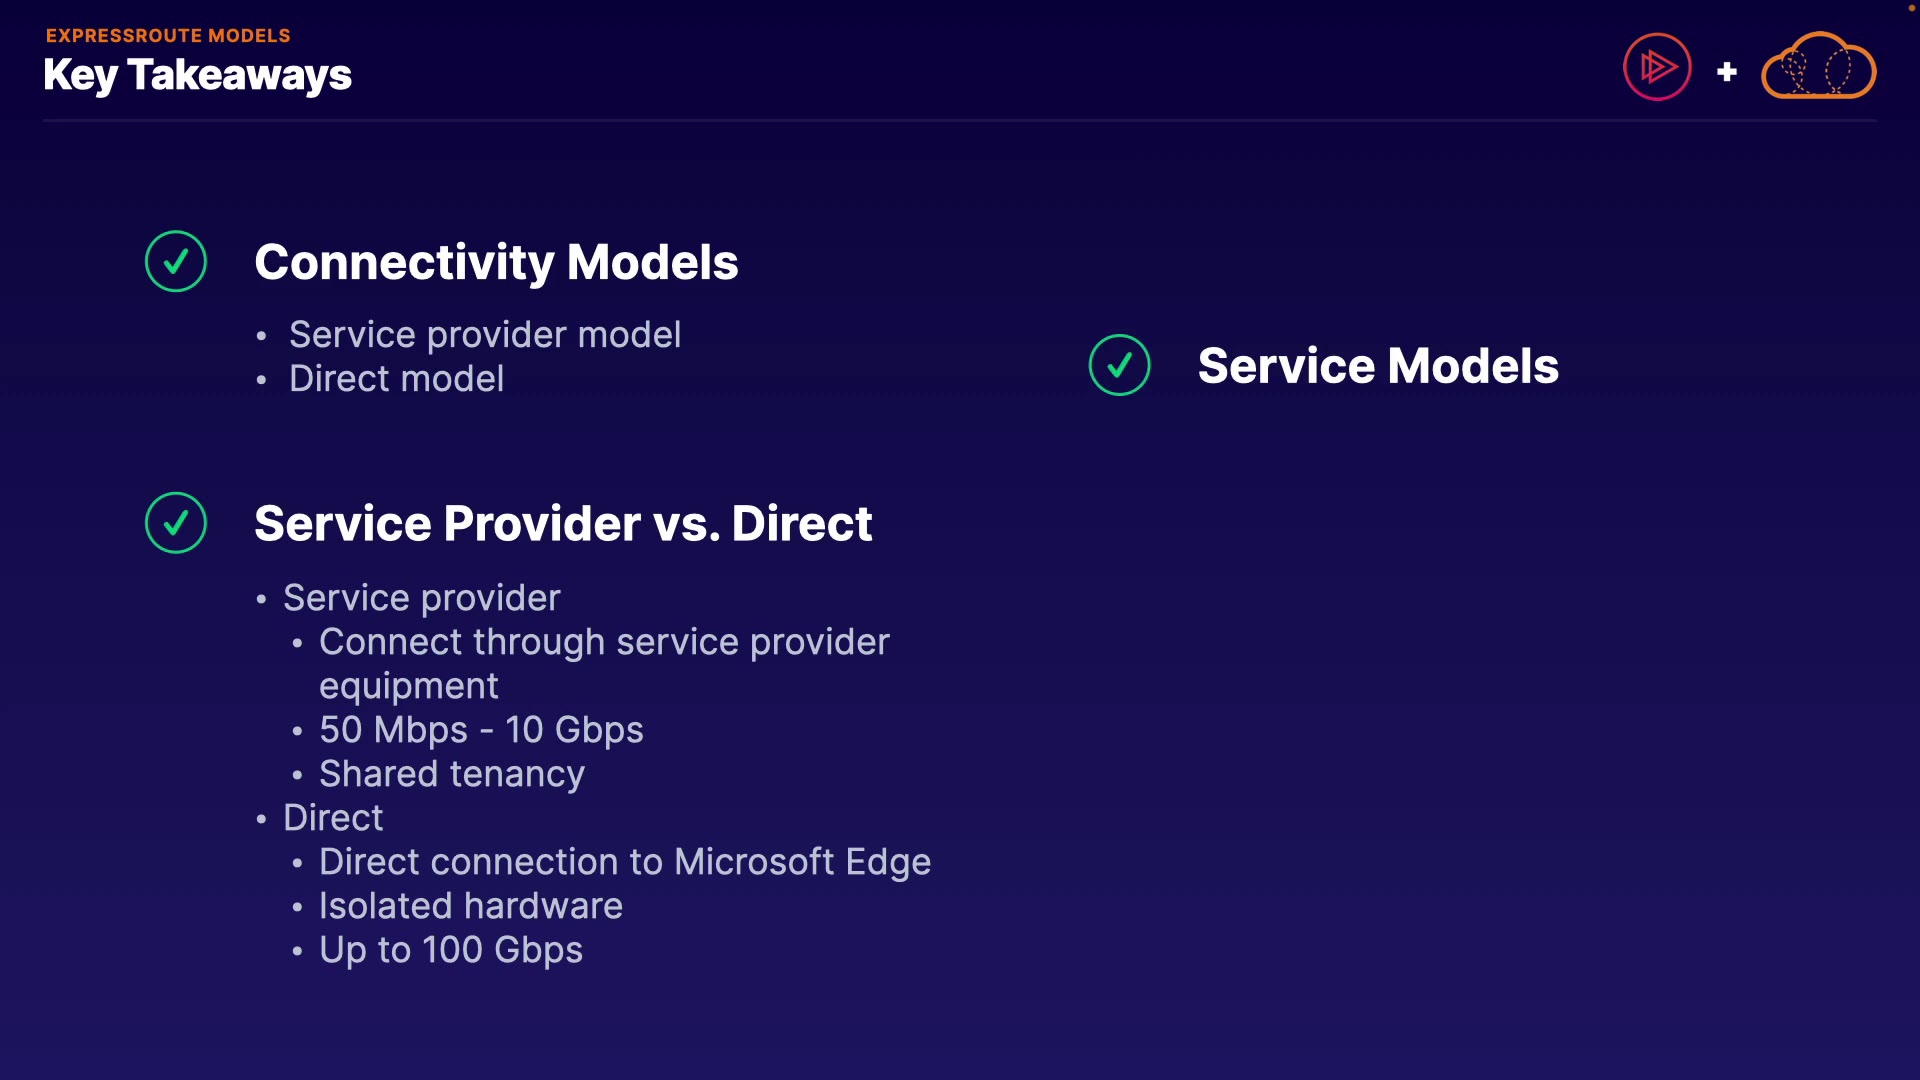 EXPRESSROUTE MODELS
Key Takeaways
+
Connectivity Models
• Service provider model
• Direct model
Service Provider vs. Direct
• Service provider
• Connect through service provider
equipment
• 50 Mbps - 10 Gbps
• Shared tenancy
• Direct
• Direct connection to Microsoft Edge
• Isolated hardware
• Up to 100 Gbps
Service Models